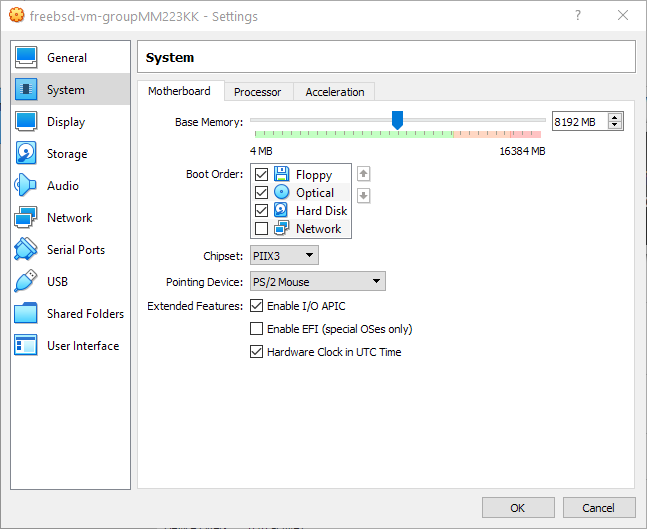 freebsd-vm-groupMM223KK - Settings
?
General
System
Display
Storage
Audio
Network
Serial Ports
USB
Shared Folders
User Interface
System
Motherboard Processor Acceleration
Base Memory: 8192 MB
4 MB 16384 MB
Boot Order: Floppy
Optical
Hard Disk
Network
Chipset: PIIX3
Pointing Device: PS/2 Mouse
Extended Features: Enable I/O APIC
Enable EFI (special OSes only)
Hardware Clock in UTC Time
OK Cancel